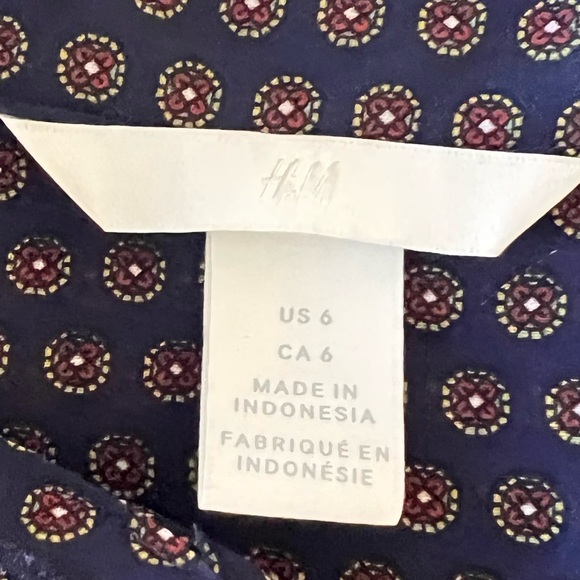 H&M
US 6
CA 6
MADE IN
INDONESIA
FABRIQUÉ EN
INDONÉSIE